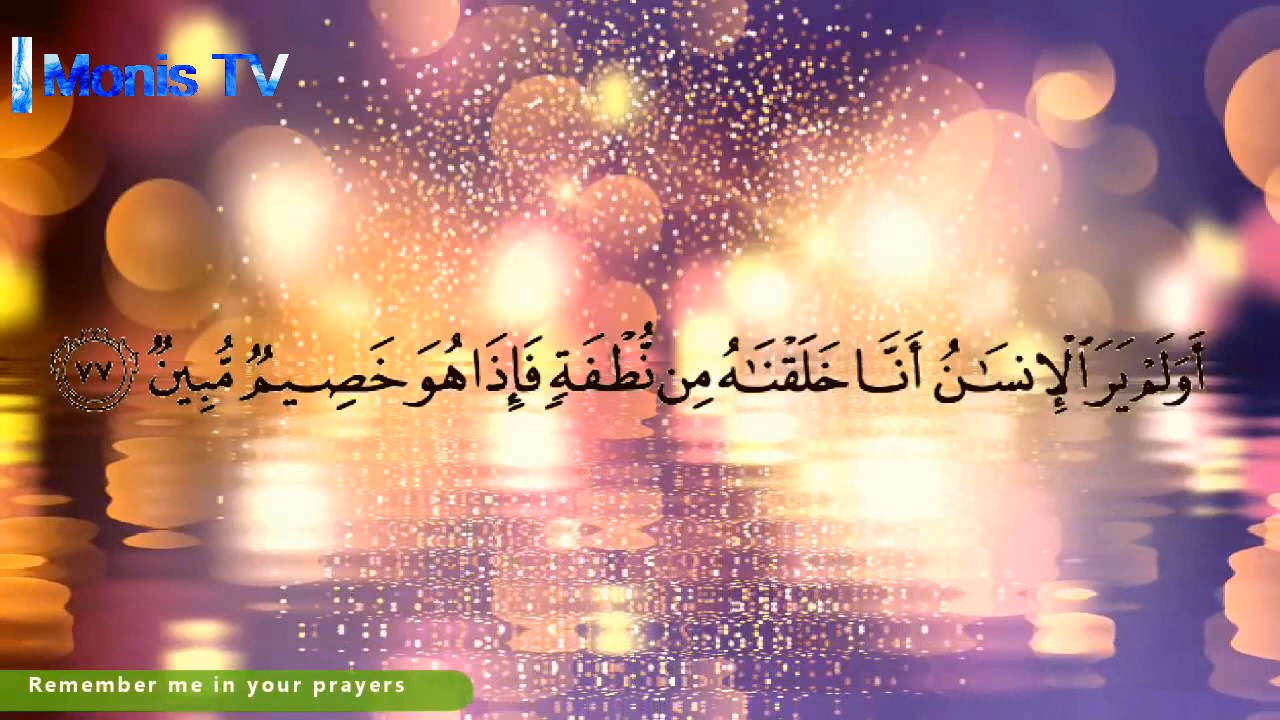 Monis TV
أَوَلَمْ يَرَ ٱلْإِنسَـٰنُ أَنَّا خَلَقْنَـٰهُ مِن نُّطْفَةٍ فَإِذَا هُوَ خَصِيمٌ مُّبِينٌ ٧٧
Remember me in your prayers